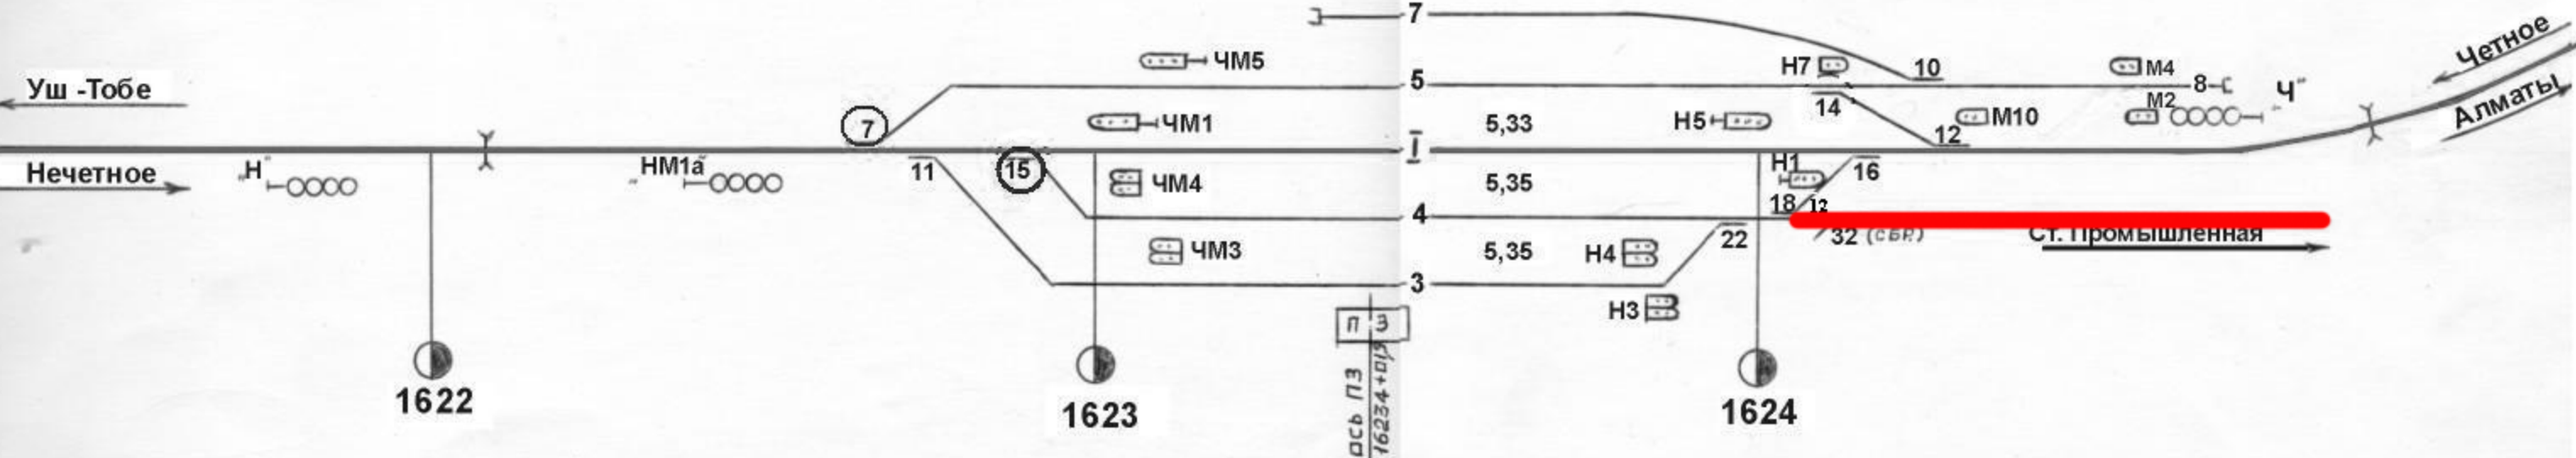 7
ЧМ5
Н7
10
М4
Четное
Уш -Тобе
5
8
Ч"
7
14
М2
Алматы
ЧМ1
5,33
Н5
М10
12
I
Нечетное
„Н"
„НМ1а"
11
15
ЧМ4
5,35
Н1
16
18
12
4
22
32 (СБР.)
Ст. Промышленная
ЧМ3
5,35
Н4
3
Н3
П З
1622
1623
ось ПЗ
1624